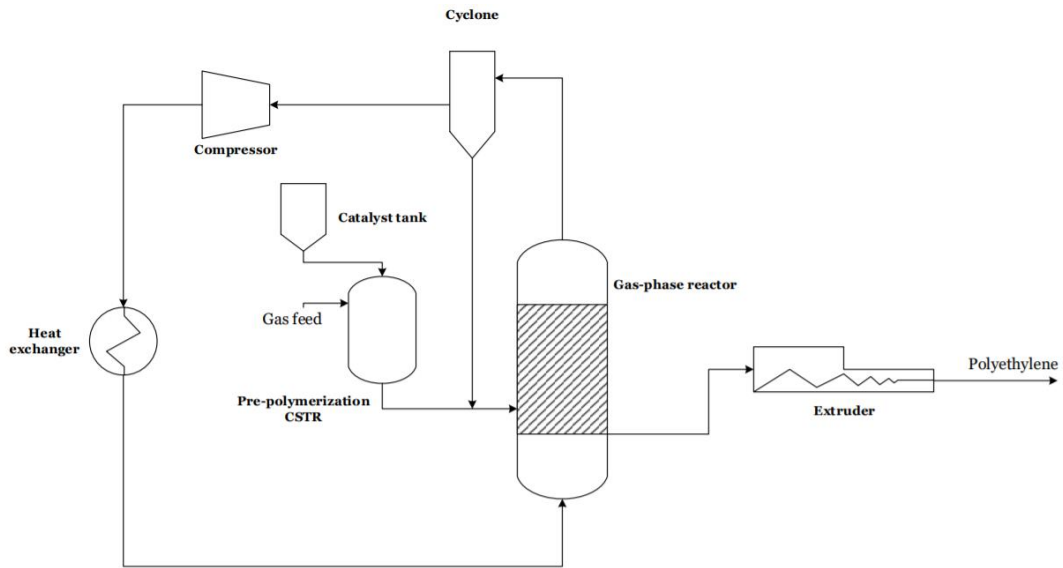 Cyclone
Compressor
Catalyst tank
Gas-phase reactor
Gas feed
Heat
exchanger
Polyethylene
Pre-polymerization
CSTR
Extruder